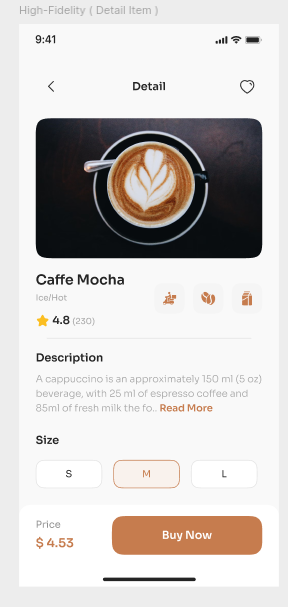 High-Fidelity ( Detail Item )
9:41
Detail
Caffe Mocha
Ice/Hot
4.8 (230)
Description
A cappuccino is an approximately 150 ml (5 oz)
beverage, with 25 ml of espresso coffee and
85ml of fresh milk the fo.. Read More
Size
S M L
Price
$ 4.53
Buy Now